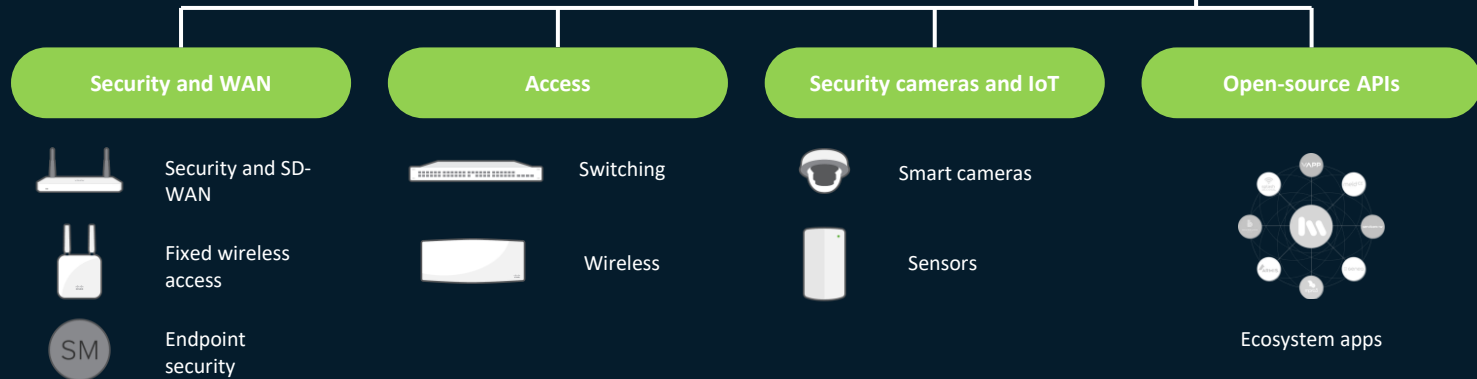 Security and WAN
Access
Security cameras and IoT
Open-source APIs
Security and SD-
WAN
Fixed wireless
access
SM
Endpoint
security
Switching
Wireless
Smart cameras
Sensors
Ecosystem apps